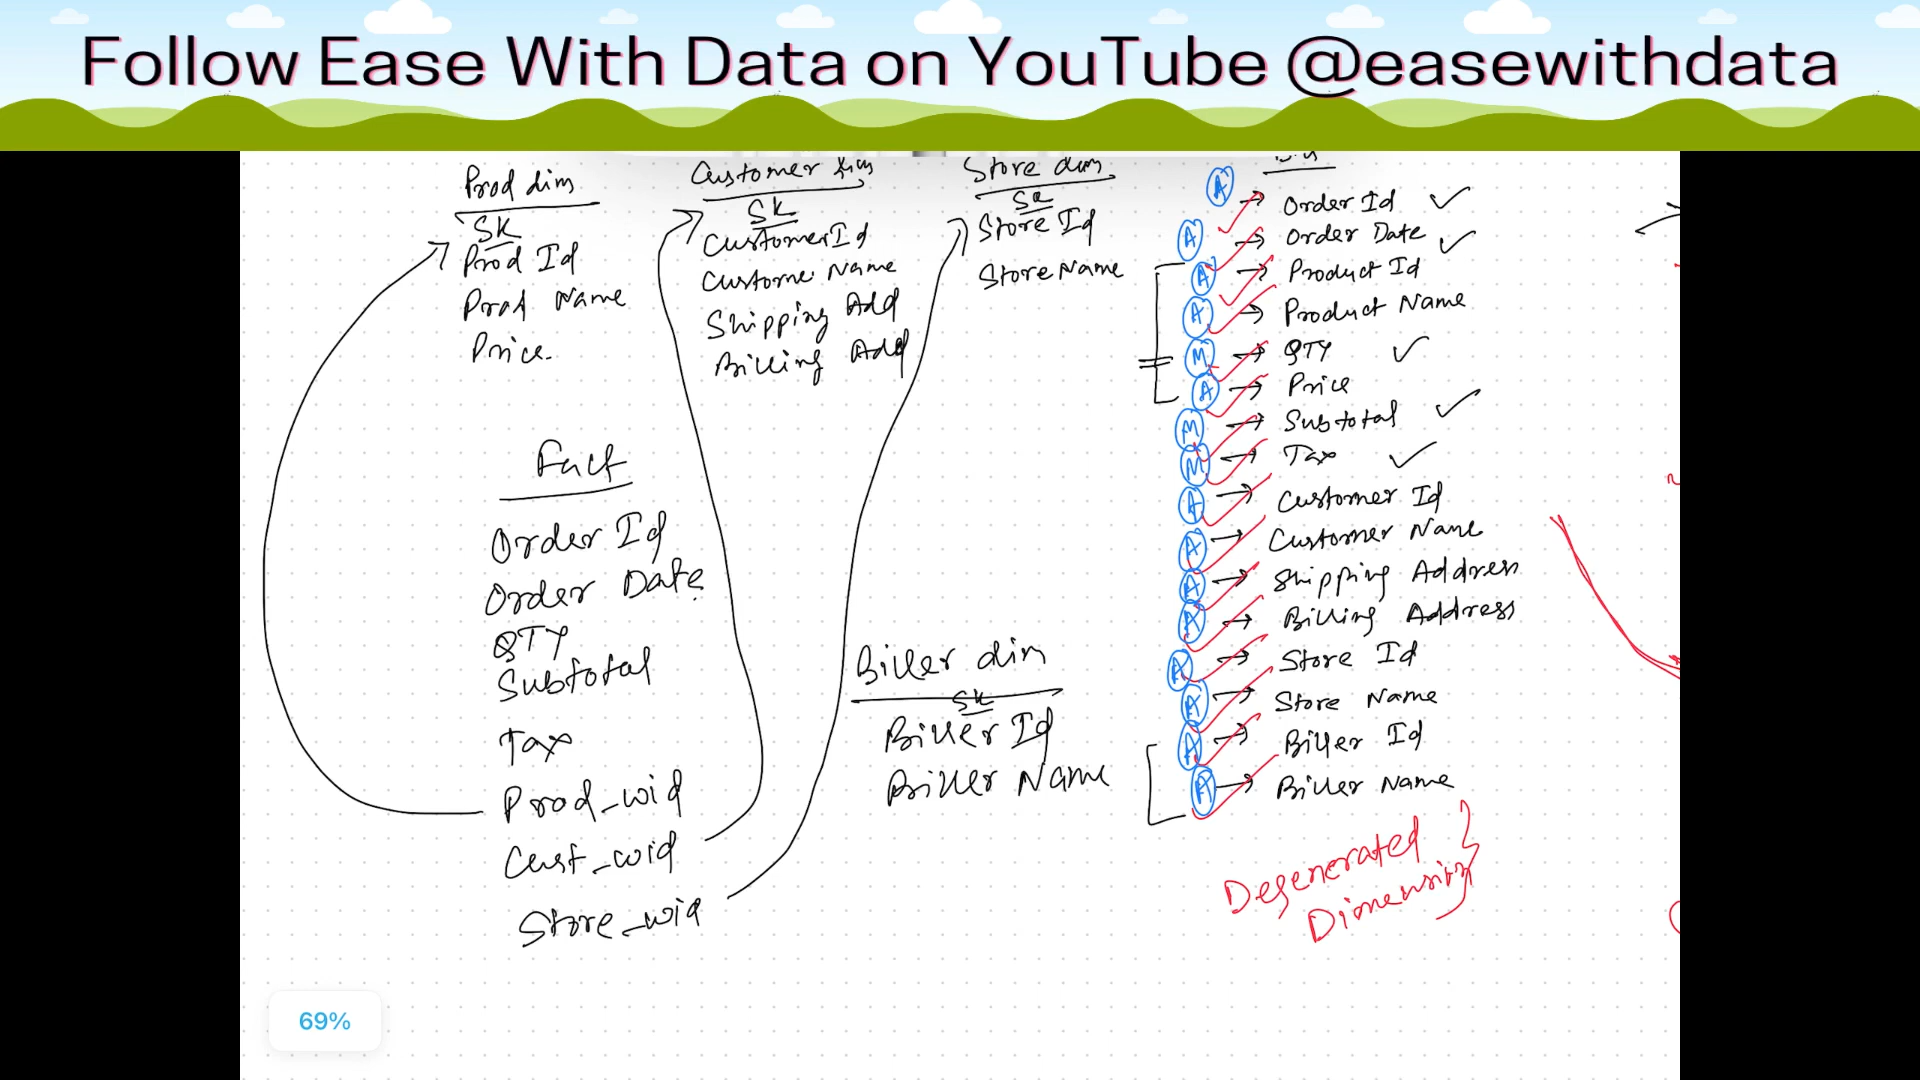 Follow Ease With Data on YouTube @easewithdata
Prod dim
SK
Prod Id
Prod Name
Price.
Customer dim
SK
Customer Id
Custome Name
Shipping Add
Billing Add
Store dim
SK
Store Id
Store Name
Fact
Order Id
Order Date
QTY
Subtotal
Tax
Prod_wid
Cust_wid
Store_wid
Biller dim
SK
Biller Id
Biller Name
A → Order Id ✓
A → Order Date ✓
A → Product Id
A → Product Name
M → QTY ✓
A → Price
M → Subtotal ✓
M → Tax ✓
A → Customer Id
A → Customer Name
A → Shipping Address
A → Billing Address
A → Store Id
A → Store Name
A → Biller Id
A → Biller Name
Degenerated
Dimension
69%